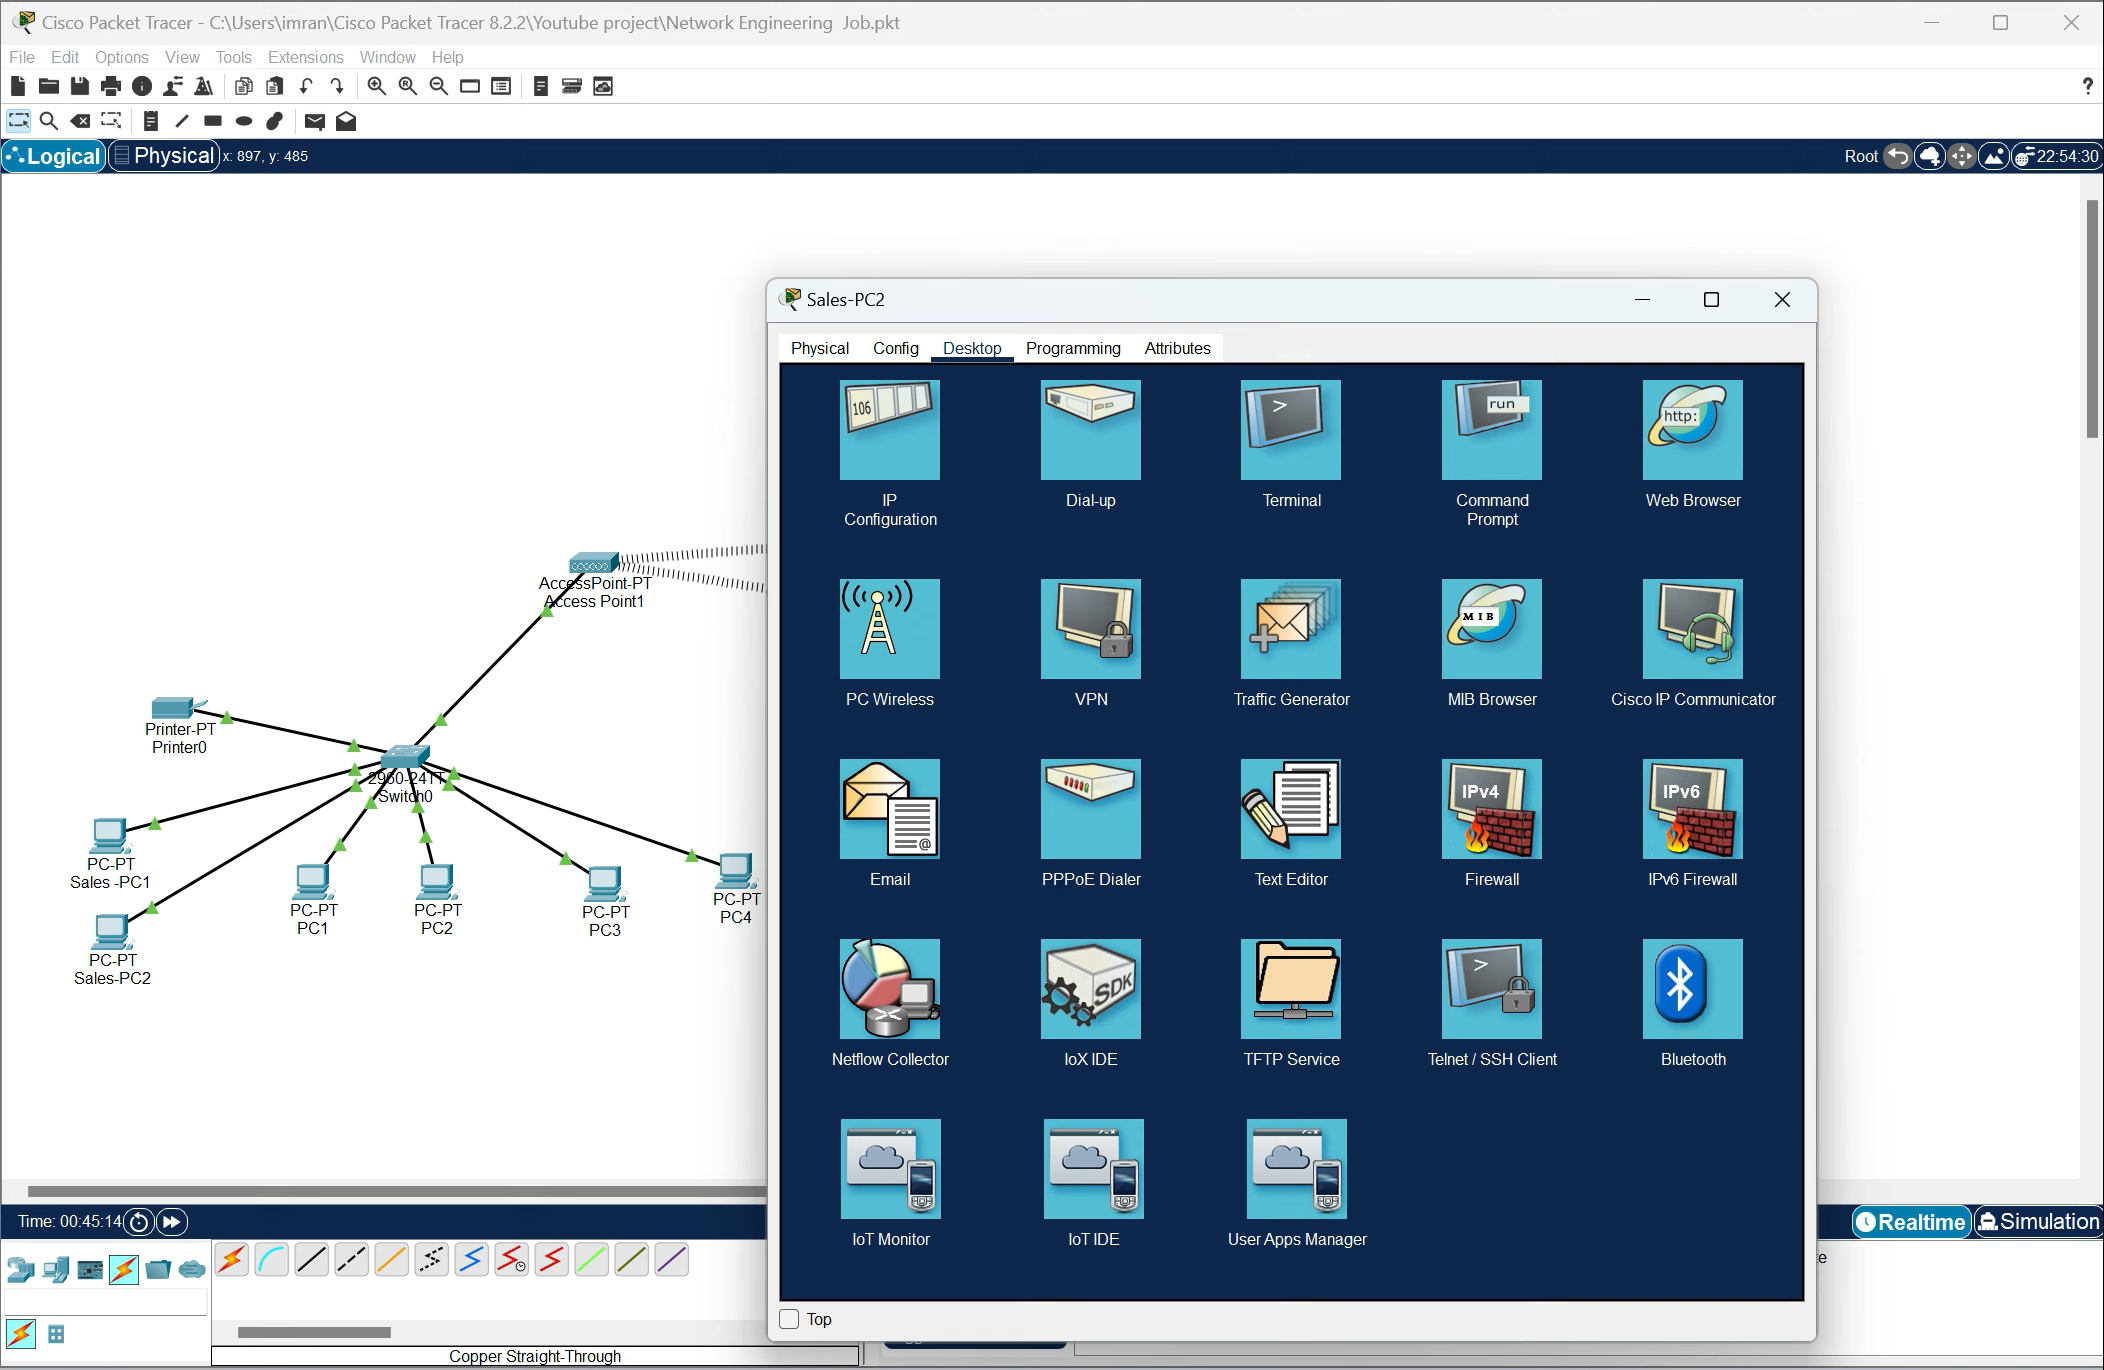 Cisco Packet Tracer - C:\Users\imran\Cisco Packet Tracer 8.2.2\Youtube project\Network Engineering  Job.pkt
File Edit Options View Tools Extensions Window Help
?
Logical Physical x: 897, y: 485
Root 22:54:30
AccessPoint-PT
Access Point1
Printer-PT
Printer0
2960-24TT
Switch0
PC-PT
Sales -PC1
PC-PT
Sales-PC2
PC-PT
PC1
PC-PT
PC2
PC-PT
PC3
PC-PT
PC4
Sales-PC2
Physical Config Desktop Programming Attributes
106
>
run
http:
IP
Configuration
Dial-up
Terminal
Command
Prompt
Web Browser
MIB
PC Wireless
VPN
Traffic Generator
MIB Browser
Cisco IP Communicator
@
IPv4
IPv6
Email
PPPoE Dialer
Text Editor
Firewall
IPv6 Firewall
SDK
>
Netflow Collector
IoX IDE
TFTP Service
Telnet / SSH Client
Bluetooth
IoT Monitor
IoT IDE
User Apps Manager
Top
Time: 00:45:14
Realtime Simulation
Copper Straight-Through